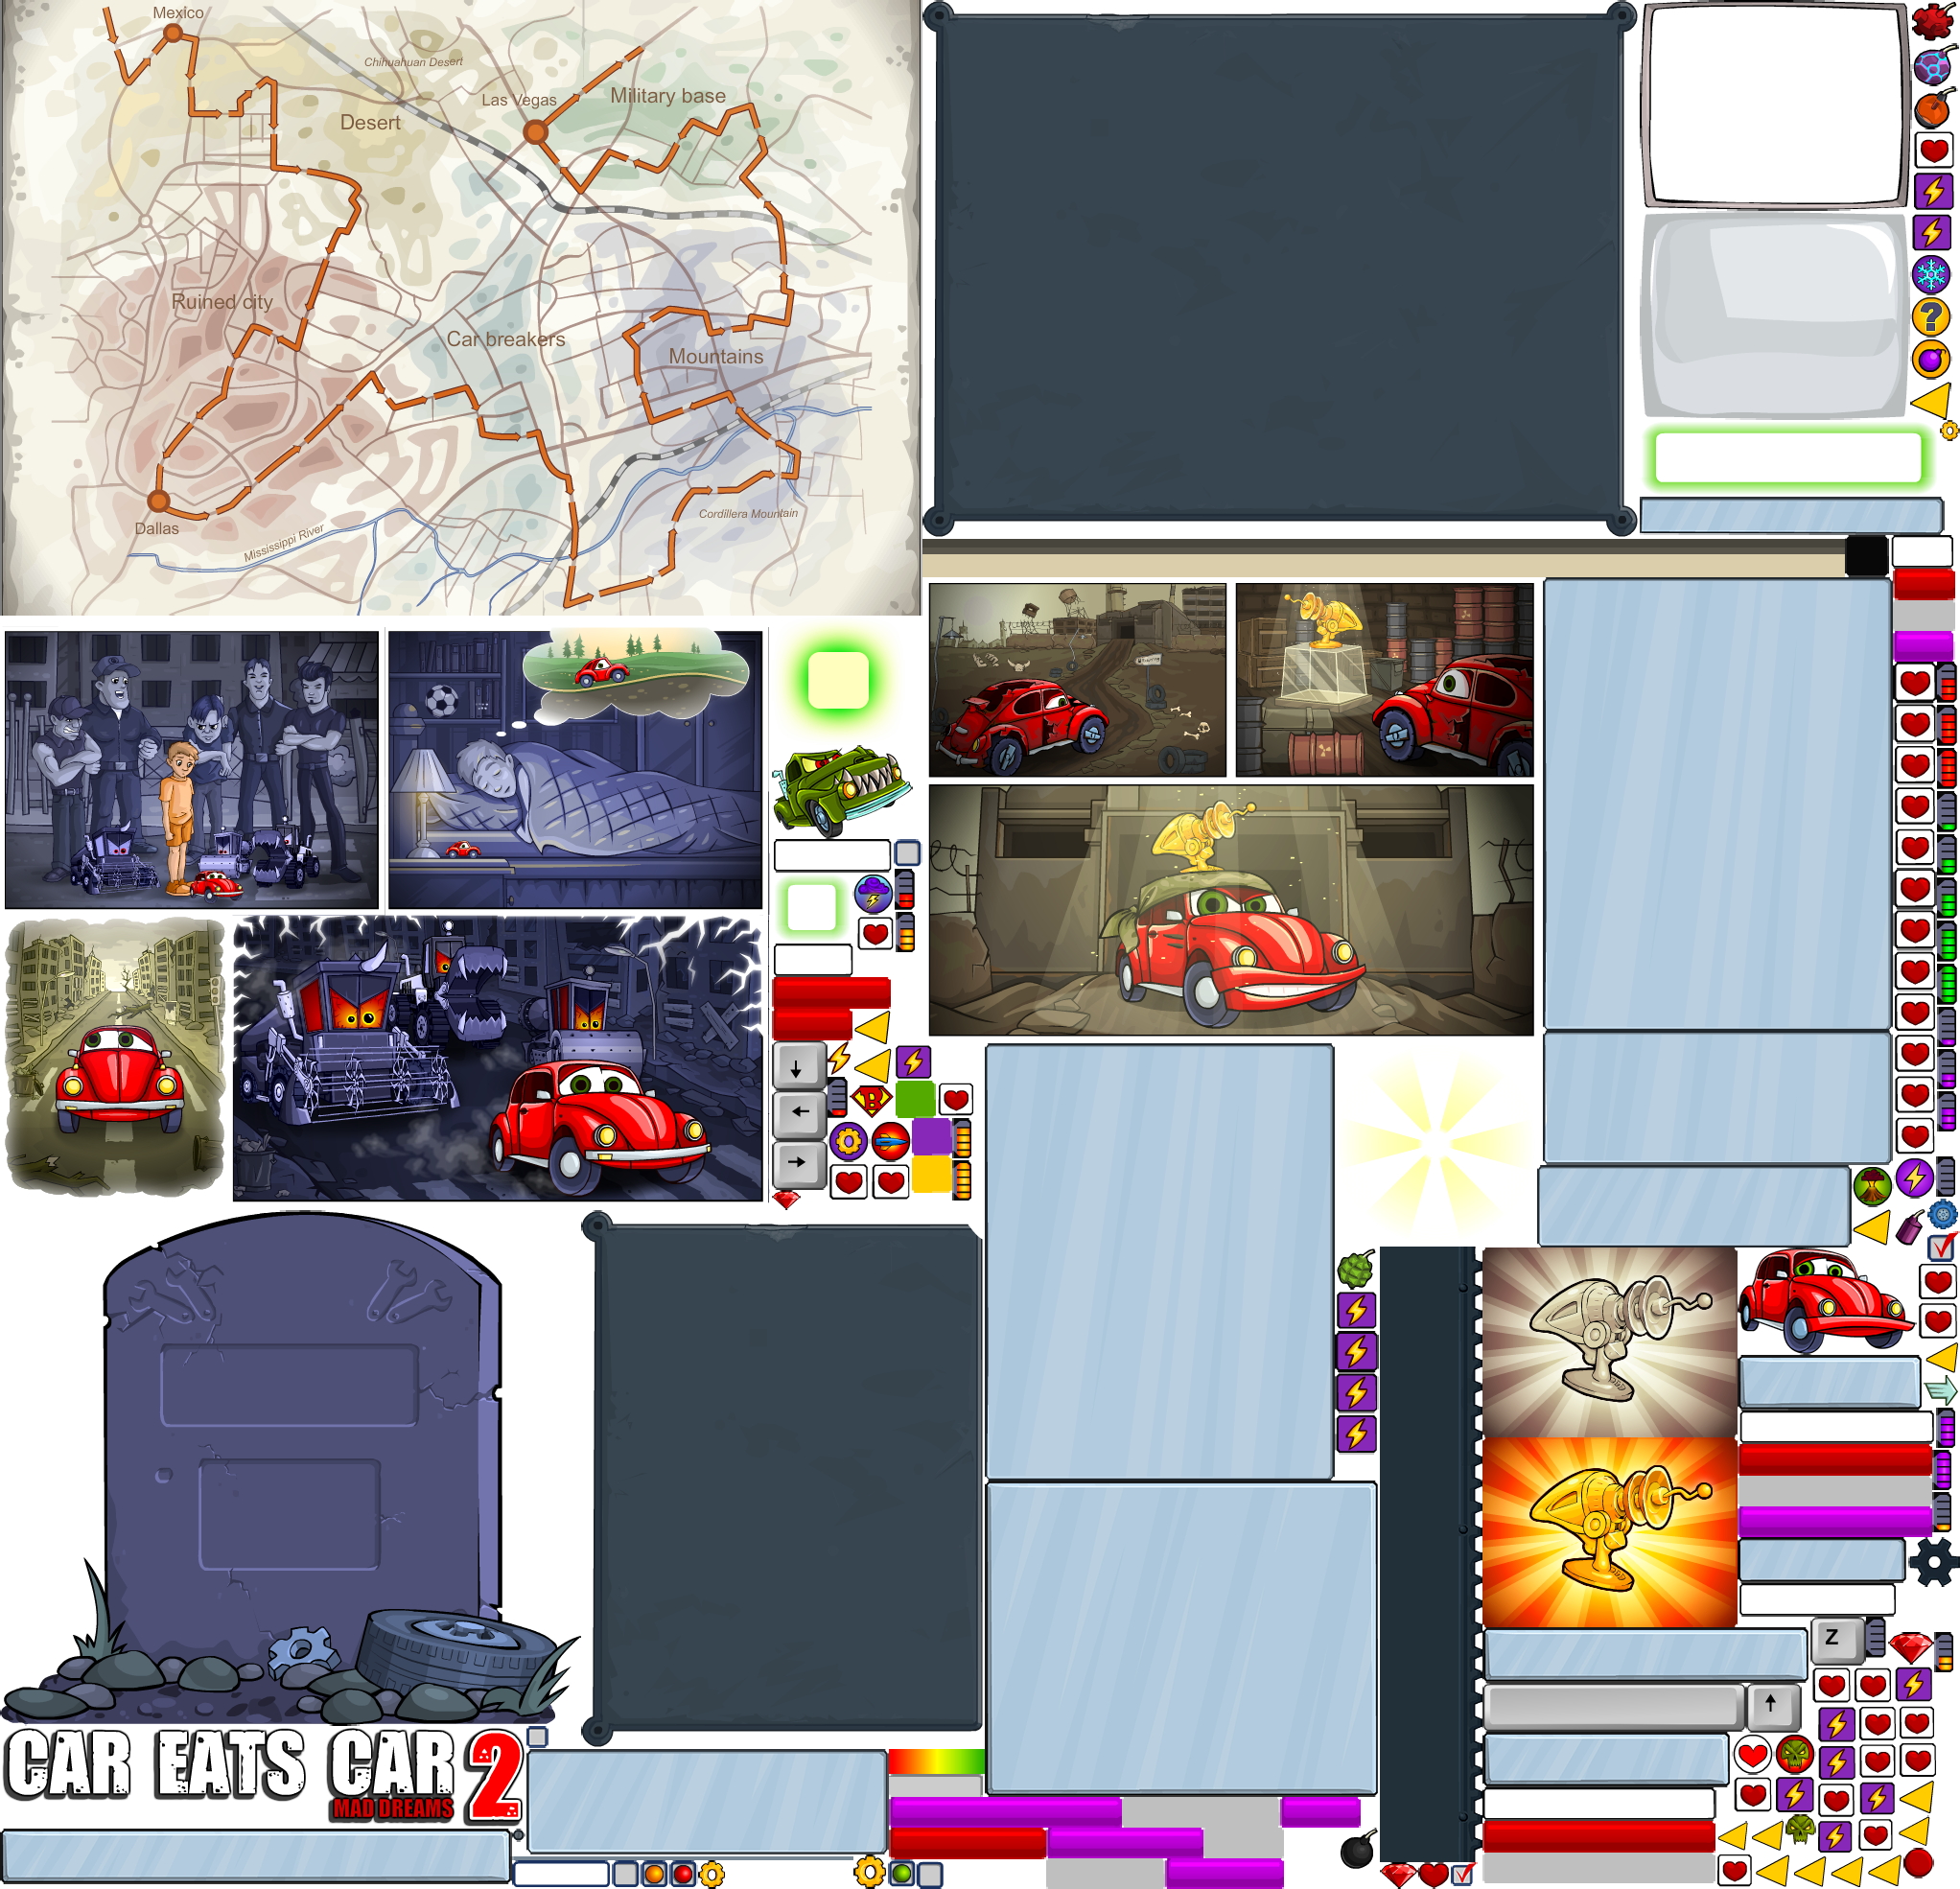 Mexico
Chihuahuan Desert
Las Vegas
Military base
Desert
Ruined city
Car breakers
Mountains
Dallas
Mississippi River
Cordillera Mountain
B
Z
CAR EATS CAR 2
MAD DREAMS
?